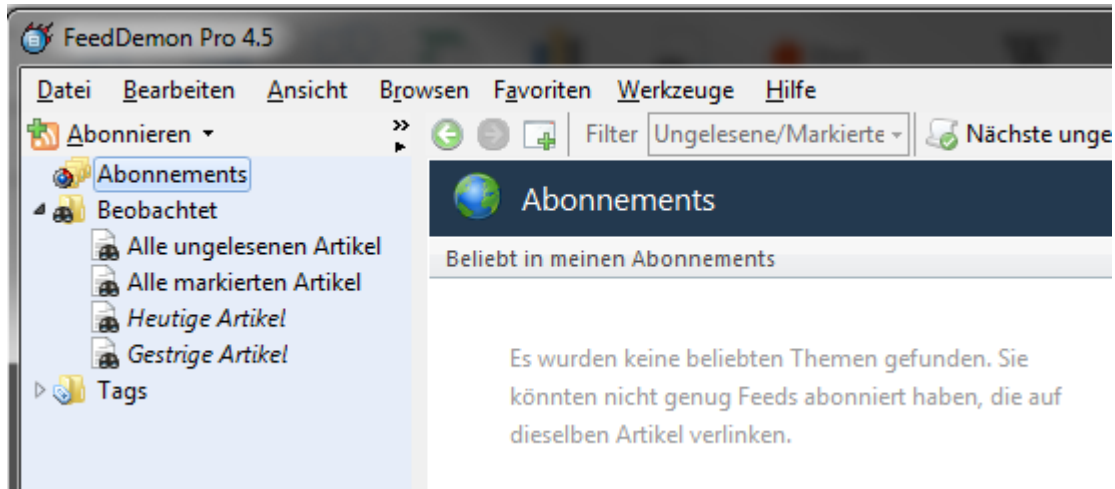 FeedDemon Pro 4.5
Datei Bearbeiten Ansicht Browsen Favoriten Werkzeuge Hilfe
Abonnieren Filter Ungelesene/Markierte Nächste unge
Abonnements
Beobachtet
Alle ungelesenen Artikel
Alle markierten Artikel
Heutige Artikel
Gestrige Artikel
Tags
Abonnements
Beliebt in meinen Abonnements
Es wurden keine beliebten Themen gefunden. Sie
könnten nicht genug Feeds abonniert haben, die auf
dieselben Artikel verlinken.